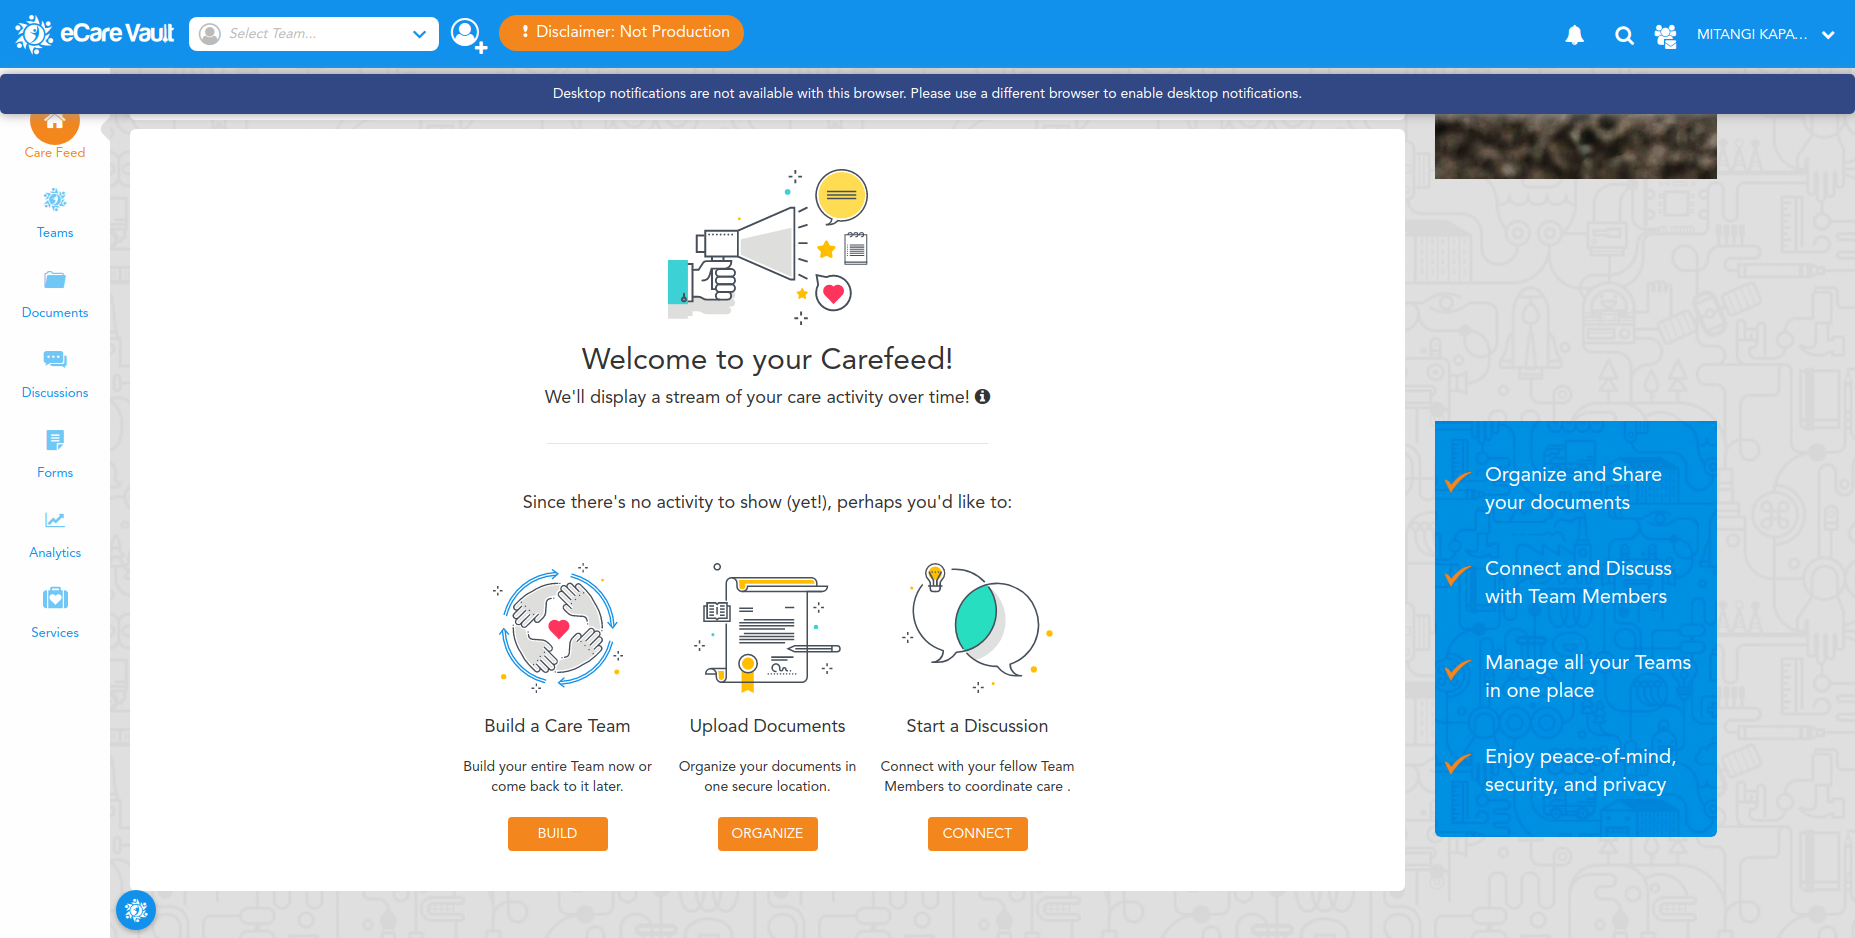 eCare Vault
Select Team...
! Disclaimer: Not Production
MITANGI KAPA...
Desktop notifications are not available with this browser. Please use a different browser to enable desktop notifications.
Care Feed
Teams
Documents
Discussions
Forms
Analytics
Services
Welcome to your Carefeed!
We'll display a stream of your care activity over time!
Since there's no activity to show (yet!), perhaps you'd like to:
Build a Care Team
Build your entire Team now or
come back to it later.
BUILD
Upload Documents
Organize your documents in
one secure location.
ORGANIZE
Start a Discussion
Connect with your fellow Team
Members to coordinate care .
CONNECT
Organize and Share
your documents
Connect and Discuss
with Team Members
Manage all your Teams
in one place
Enjoy peace-of-mind,
security, and privacy